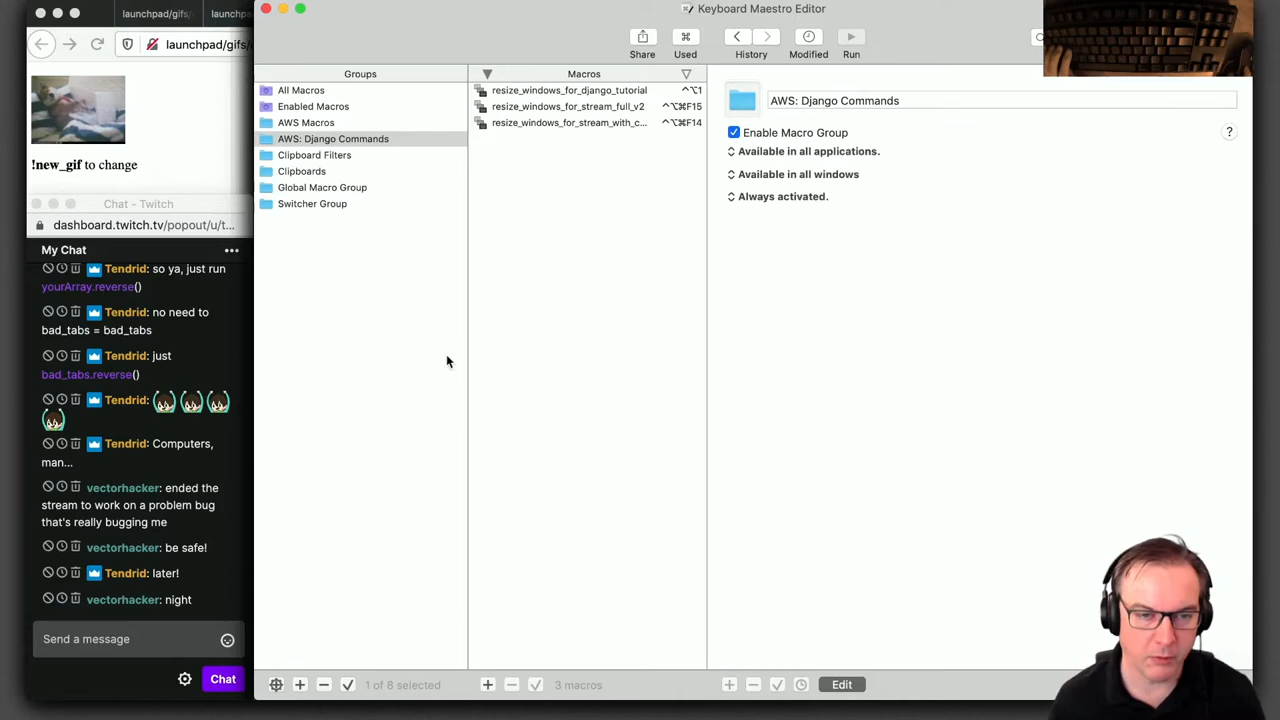 launchpad/gifs/
launchpad
launchpad/gifs/
!new_gif to change
Chat - Twitch
dashboard.twitch.tv/popout/u/t...
My Chat
Tendrid: so ya, just run
yourArray.reverse()
Tendrid: no need to
bad_tabs = bad_tabs
Tendrid: just
bad_tabs.reverse()
Tendrid:
Tendrid: Computers,
man...
vectorhacker: ended the
stream to work on a problem bug
that's really bugging me
vectorhacker: be safe!
Tendrid: later!
vectorhacker: night
Send a message
Chat
Keyboard Maestro Editor
Share
Used
History
Modified
Run
Groups
All Macros
Enabled Macros
AWS Macros
AWS: Django Commands
Clipboard Filters
Clipboards
Global Macro Group
Switcher Group
1 of 8 selected
Macros
resize_windows_for_django_tutorial ^⌥1
resize_windows_for_stream_full_v2 ^⌥⌘F15
resize_windows_for_stream_with_c... ^⌥⌘F14
3 macros
AWS: Django Commands
Enable Macro Group
?
Available in all applications.
Available in all windows
Always activated.
Edit